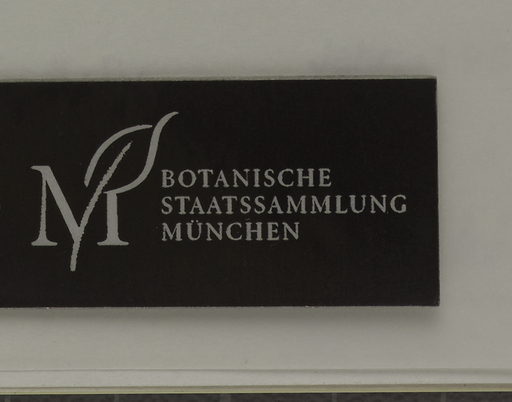 M
BOTANISCHE
STAATSSAMMLUNG
MÜNCHEN